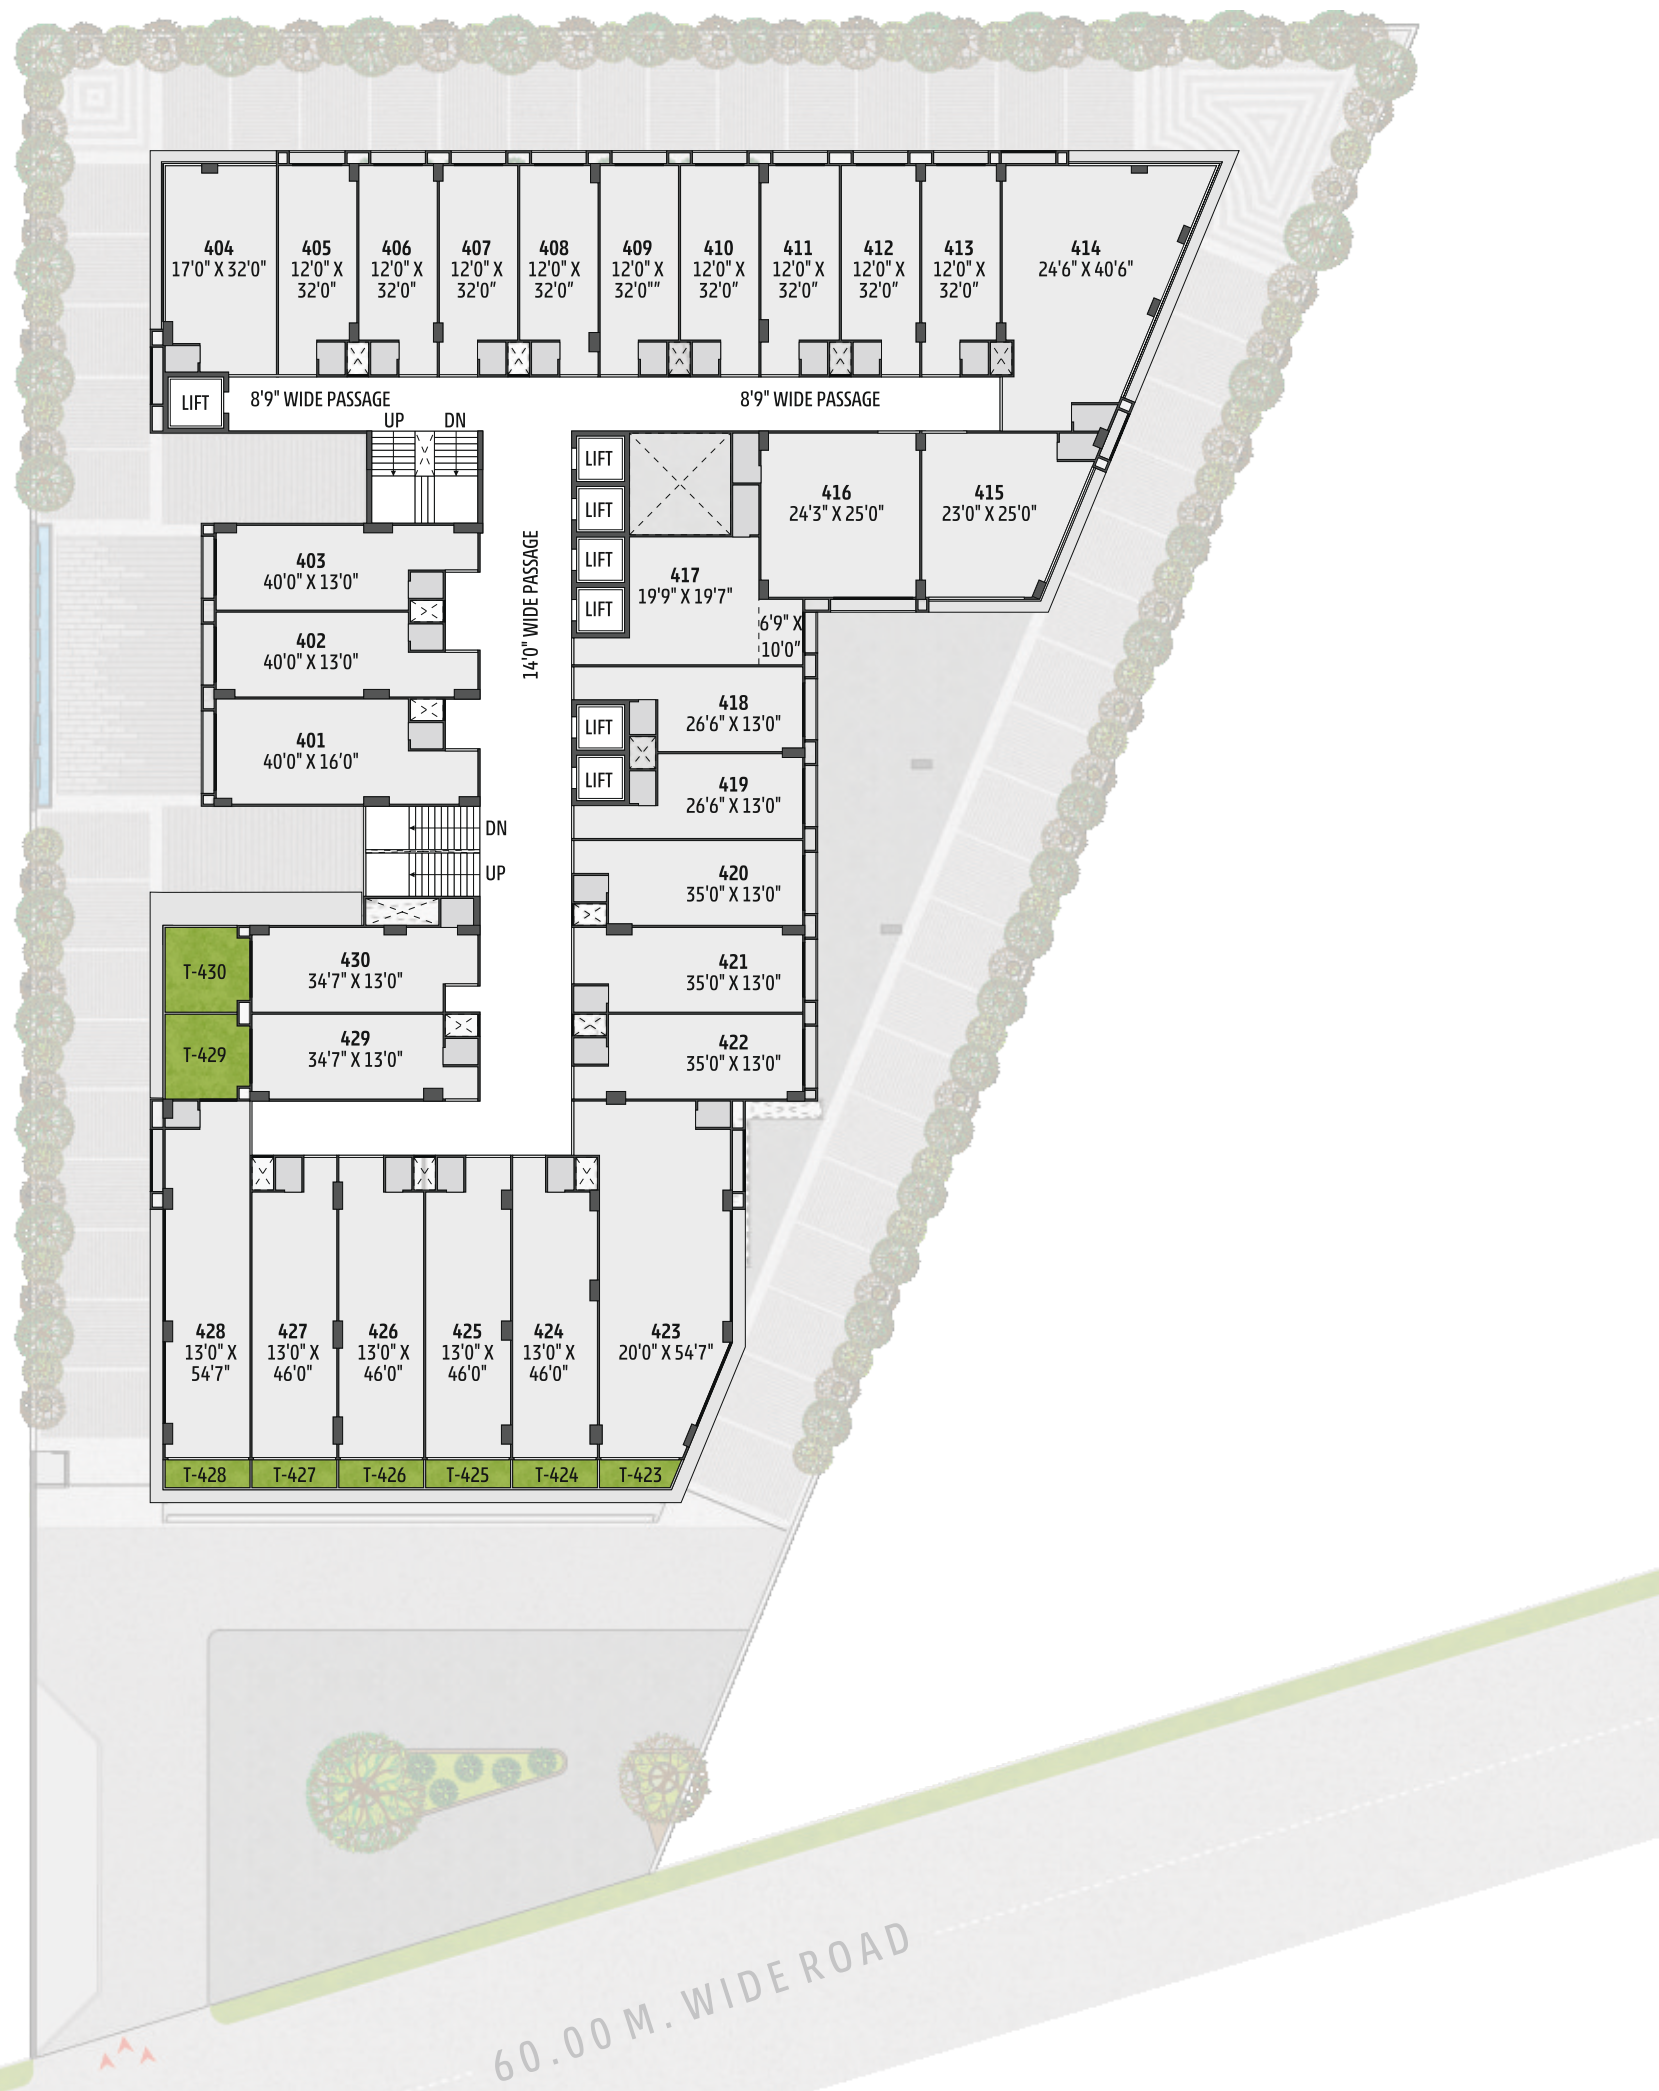 404
17'0" X 32'0"
405
12'0" X
32'0"
406
12'0" X
32'0"
407
12'0" X
32'0"
408
12'0" X
32'0"
409
12'0" X
32'0""
410
12'0" X
32'0"
411
12'0" X
32'0"
412
12'0" X
32'0"
413
12'0" X
32'0"
414
24'6" X 40'6"
LIFT
8'9" WIDE PASSAGE
8'9" WIDE PASSAGE
UP
DN
LIFT
LIFT
LIFT
LIFT
416
24'3" X 25'0"
415
23'0" X 25'0"
14'0" WIDE PASSAGE
403
40'0" X 13'0"
417
19'9" X 19'7"
6'9" X
10'0"
402
40'0" X 13'0"
401
40'0" X 16'0"
LIFT
418
26'6" X 13'0"
LIFT
419
26'6" X 13'0"
DN
UP
420
35'0" X 13'0"
T-430
430
34'7" X 13'0"
421
35'0" X 13'0"
T-429
429
34'7" X 13'0"
422
35'0" X 13'0"
428
13'0" X
54'7"
427
13'0" X
46'0"
426
13'0" X
46'0"
425
13'0" X
46'0"
424
13'0" X
46'0"
423
20'0" X 54'7"
T-428
T-427
T-426
T-425
T-424
T-423
60.00 M. WIDE ROAD